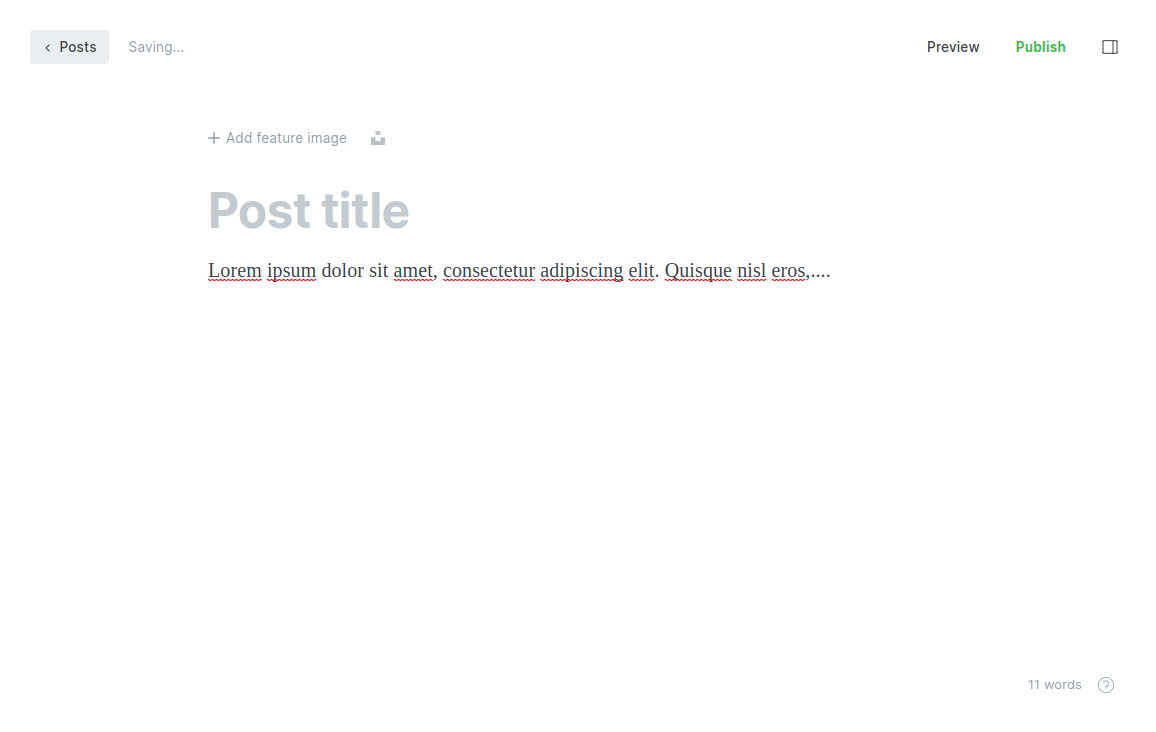 Posts
Saving...
Preview
Publish
Add feature image
Post title
Lorem ipsum dolor sit amet, consectetur adipiscing elit. Quisque nisl eros,....
11 words
?